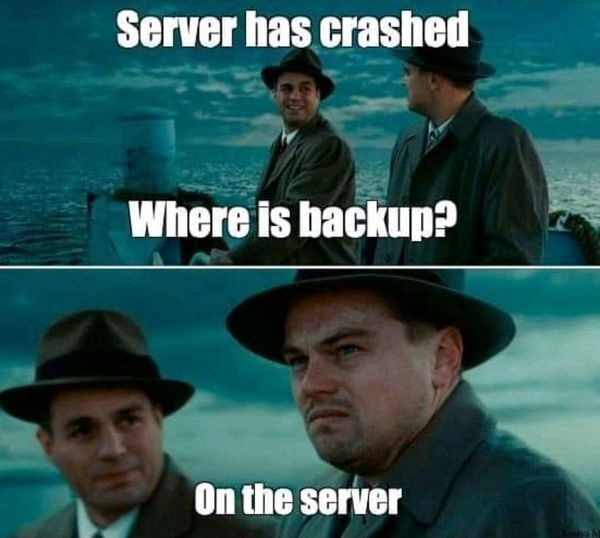 Server has crashed
Where is backup?
On the server